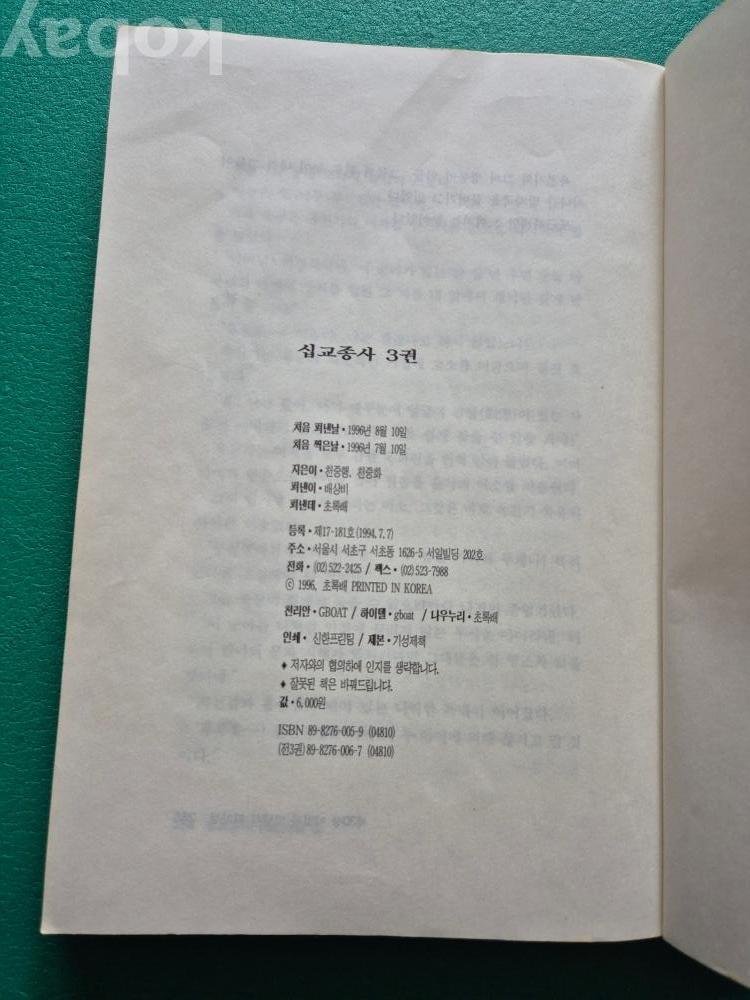 kobay
십교종사 3권
처음 펴낸날 • 1996년 8월 10일
처음 찍은날 • 1996년 7월 10일
지은이 • 천중행, 천중화
펴낸이 • 배상비
펴낸데 • 초록배
등록 • 제17-181호(1994. 7. 7)
주소 • 서울시 서초구 서초동 1626-5 서일빌딩 202호
전화 • (02)522-2425 / 팩스 • (02)523-7988
ⓒ 1996, 초록배 PRINTED IN KOREA
천리안 • GBOAT / 하이텔 • gboat / 나우누리 • 초록배
인쇄 • 신한프린팅 / 제본 • 기성제책
♦ 저자와의 협의하에 인지를 생략합니다.
♦ 잘못된 책은 바꿔드립니다.
값 • 6,000원
ISBN 89-8276-005-9 (04810)
(전3권) 89-8276-006-7 (04810)